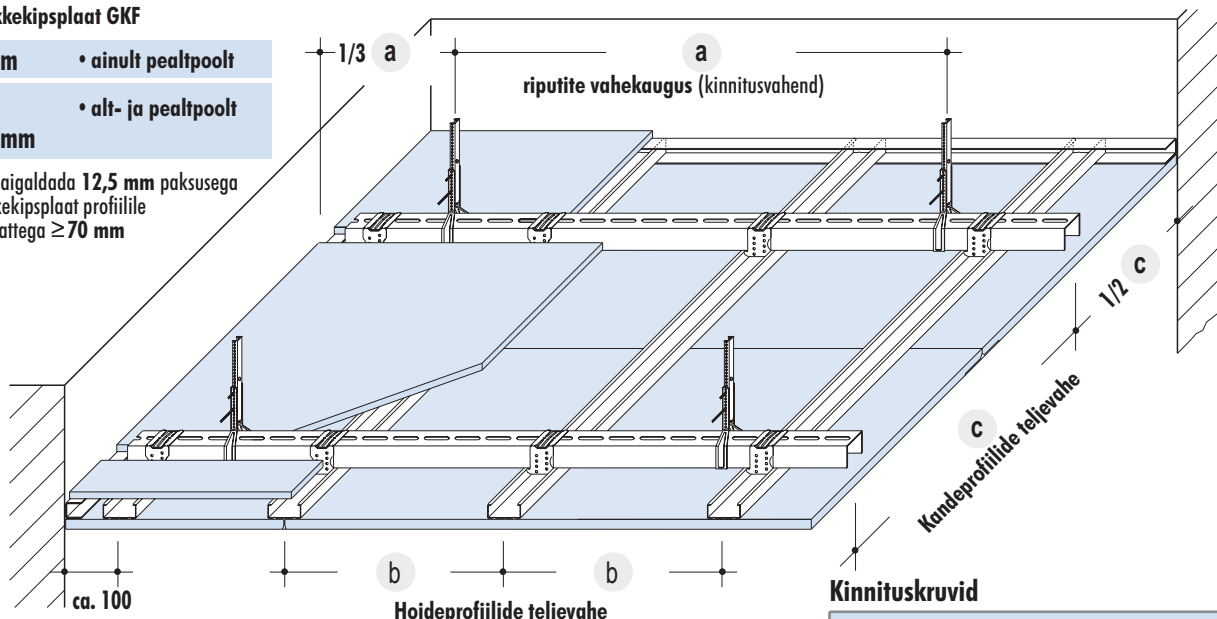 kekipsplaat GKF
m • ainult pealtpoolt
• alt- ja pealtpoolt
mm
aigaldada 12,5 mm paksusega
kekipsplaat profiilile
attega ≥70 mm
1/3 a
a
riputite vahekaugus (kinnitusvahend)
1/2 c
c
Kandeprofiilide teljevahe
b
b
ca. 100
Hoideprofiilide teljevahe
Kinnituskruvid